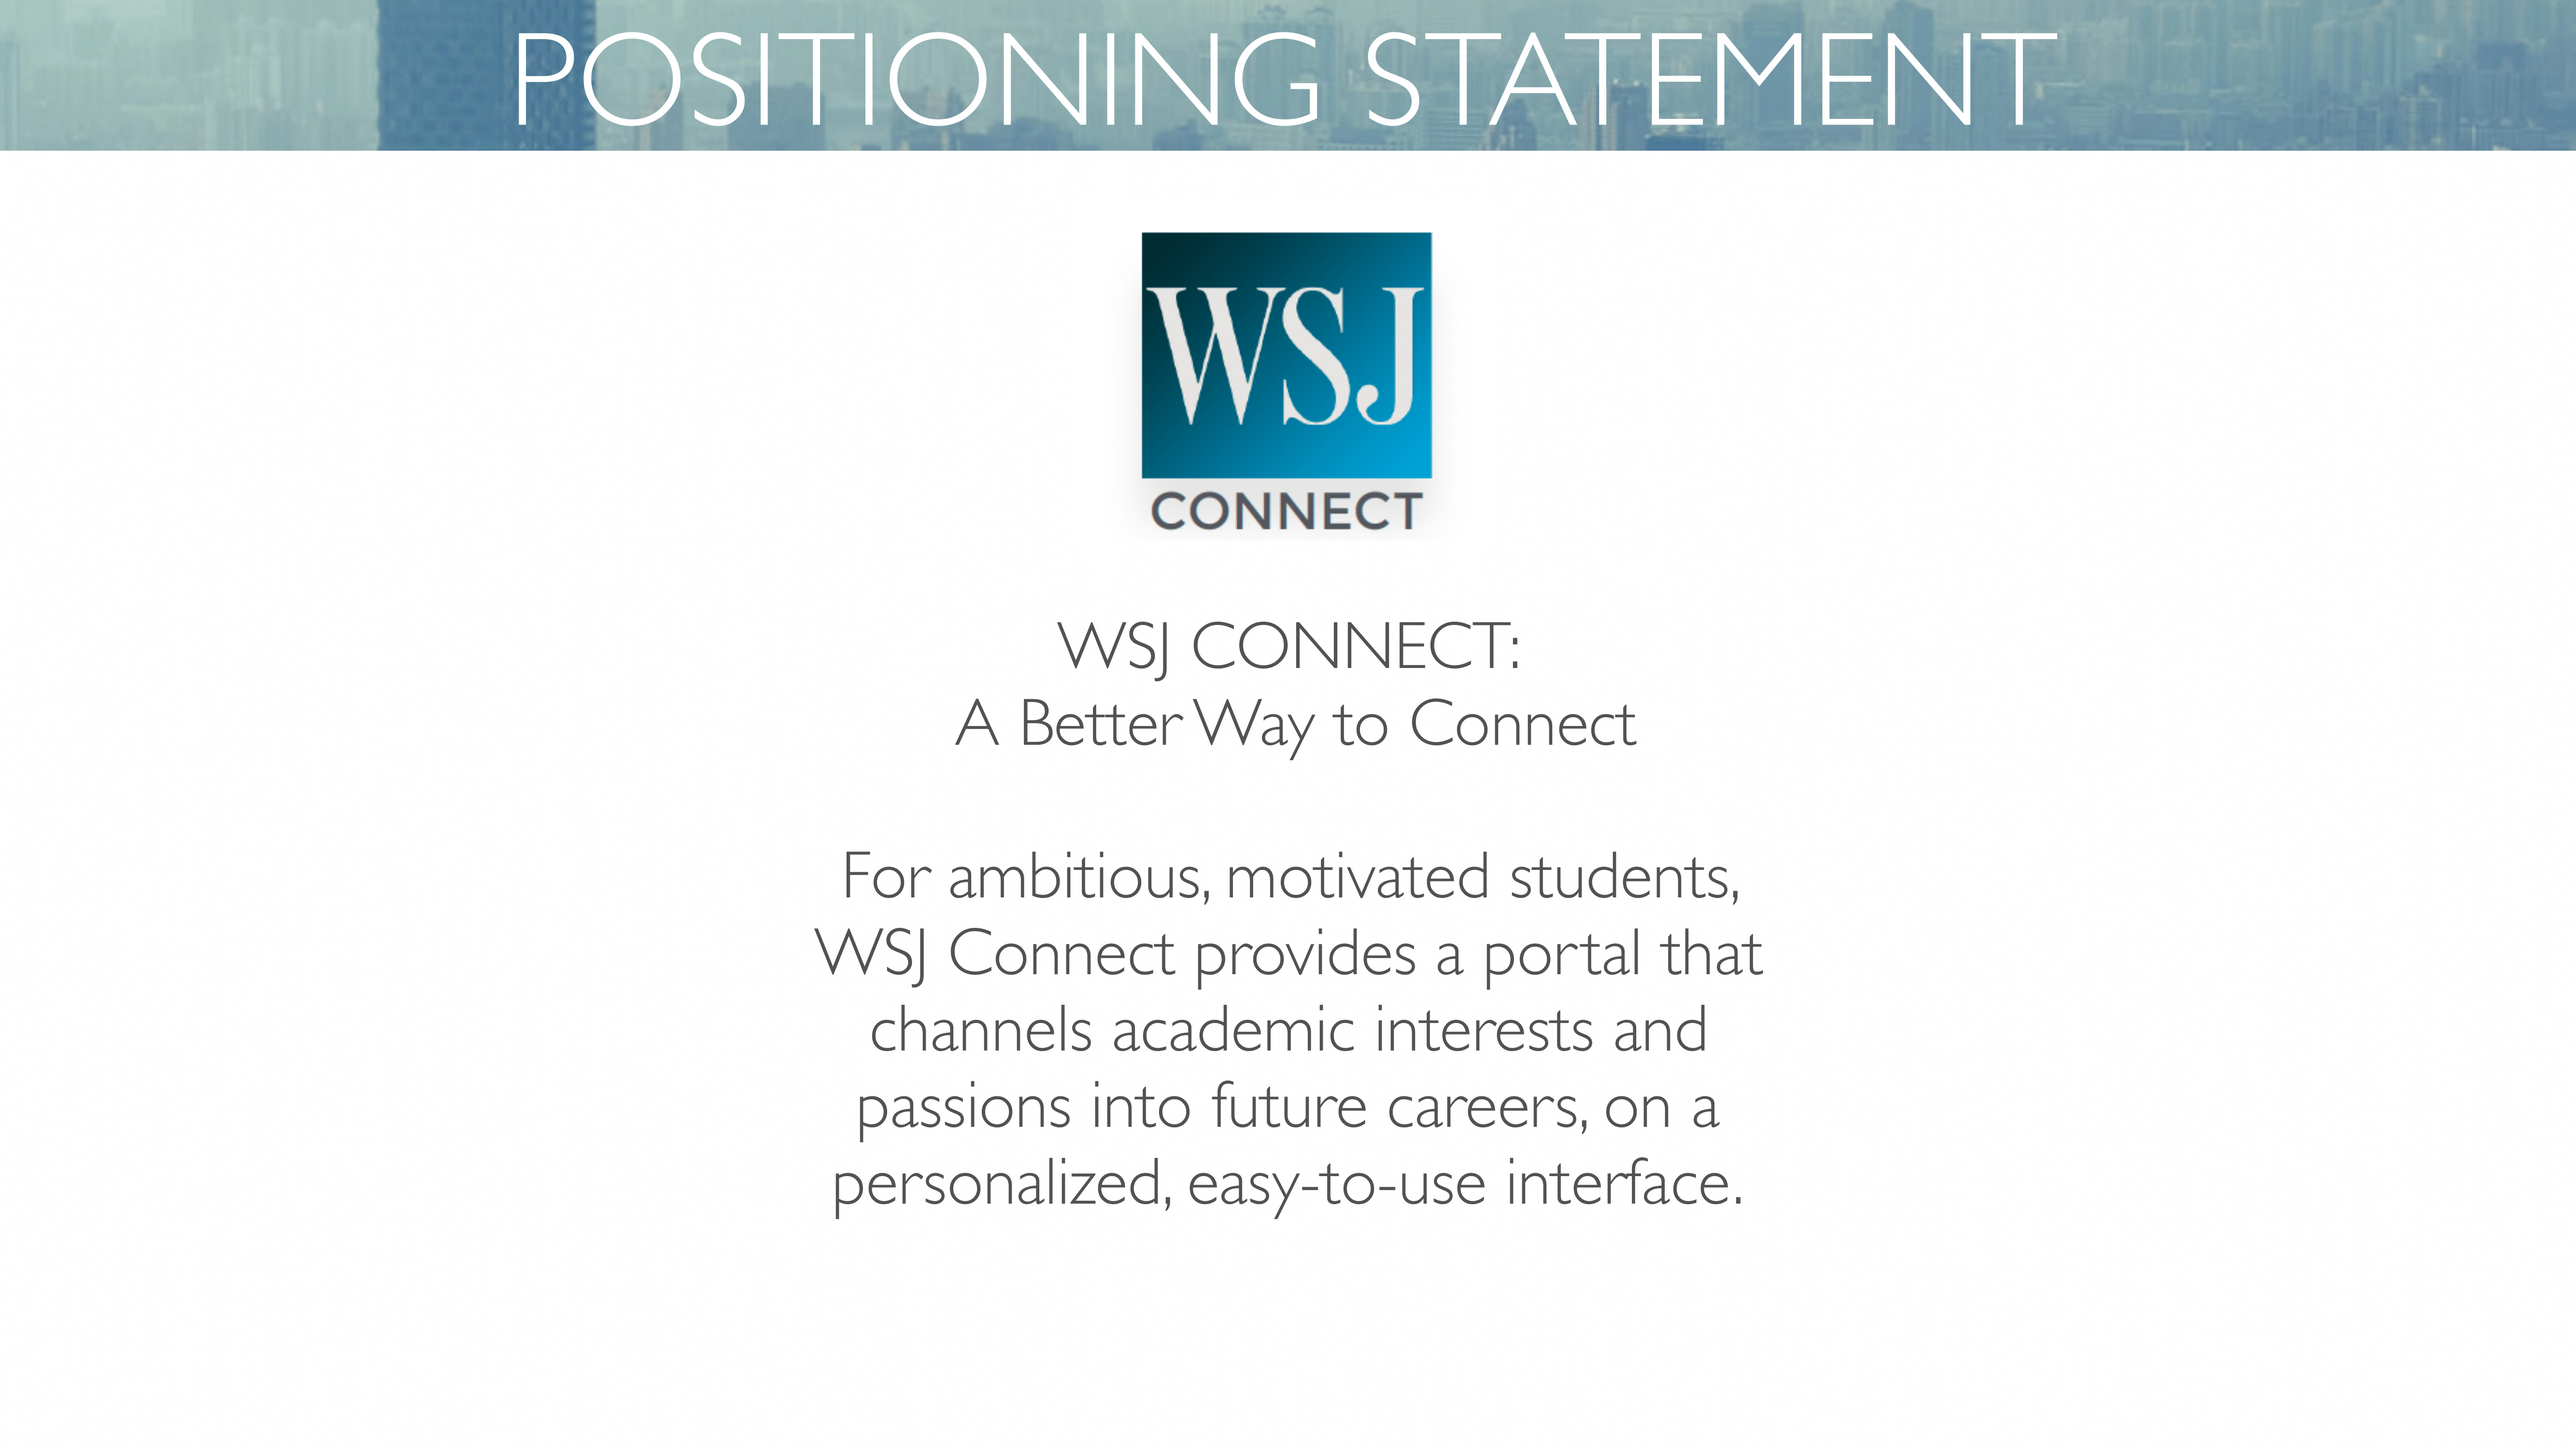 POSITIONING STATEMENT
WSJ
CONNECT
WSJ CONNECT:
A Better Way to Connect
For ambitious, motivated students,
WSJ Connect provides a portal that
channels academic interests and
passions into future careers, on a
personalized, easy-to-use interface.